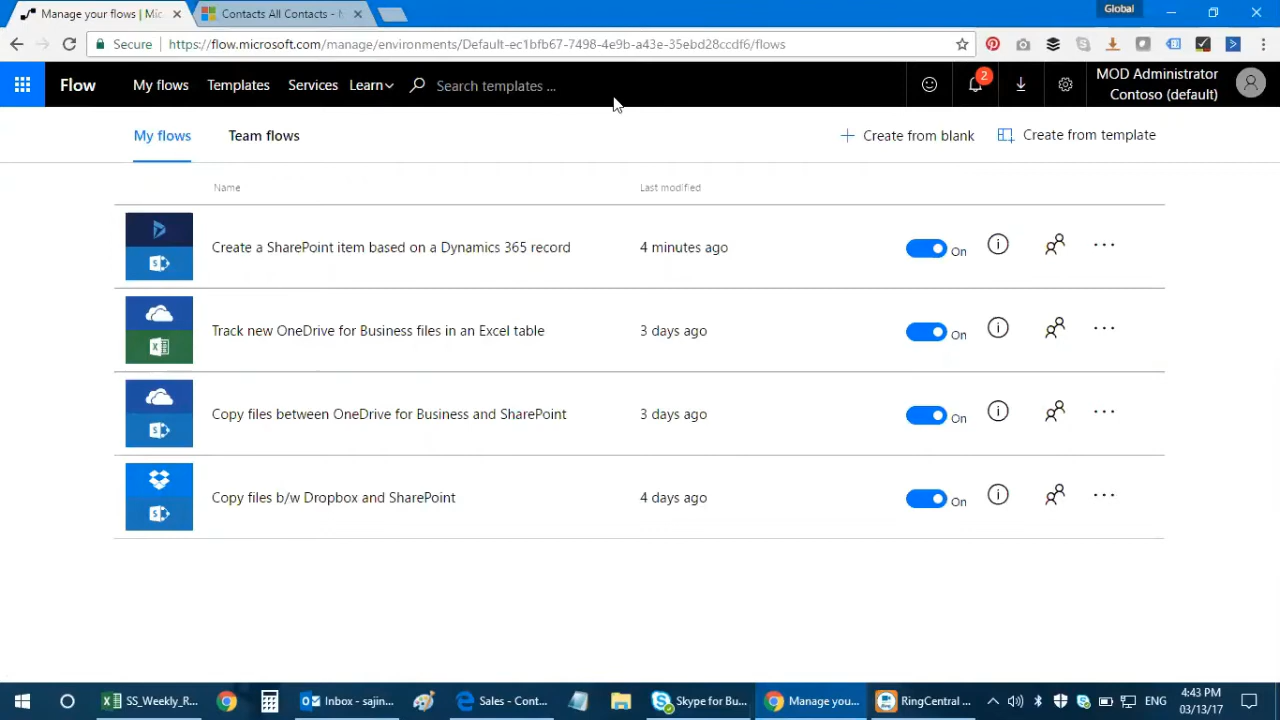 Global
Manage your flows | Mic
Contacts All Contacts -
Secure
https://flow.microsoft.com/manage/environments/Default-ec1bfb67-7498-4e9b-a43e-35ebd28ccdf6/flows
Flow
My flows
Templates
Services
Learn
Search templates ...
2
MOD Administrator
Contoso (default)
My flows
Team flows
Create from blank
Create from template
Name
Last modified
Create a SharePoint item based on a Dynamics 365 record
4 minutes ago
On
Track new OneDrive for Business files in an Excel table
3 days ago
On
Copy files between OneDrive for Business and SharePoint
3 days ago
On
Copy files b/w Dropbox and SharePoint
4 days ago
On
SS_Weekly_R...
Inbox - sajin...
Sales - Cont...
Skype for Bu...
Manage you...
RingCentral ...
ENG
4:43 PM
03/13/17